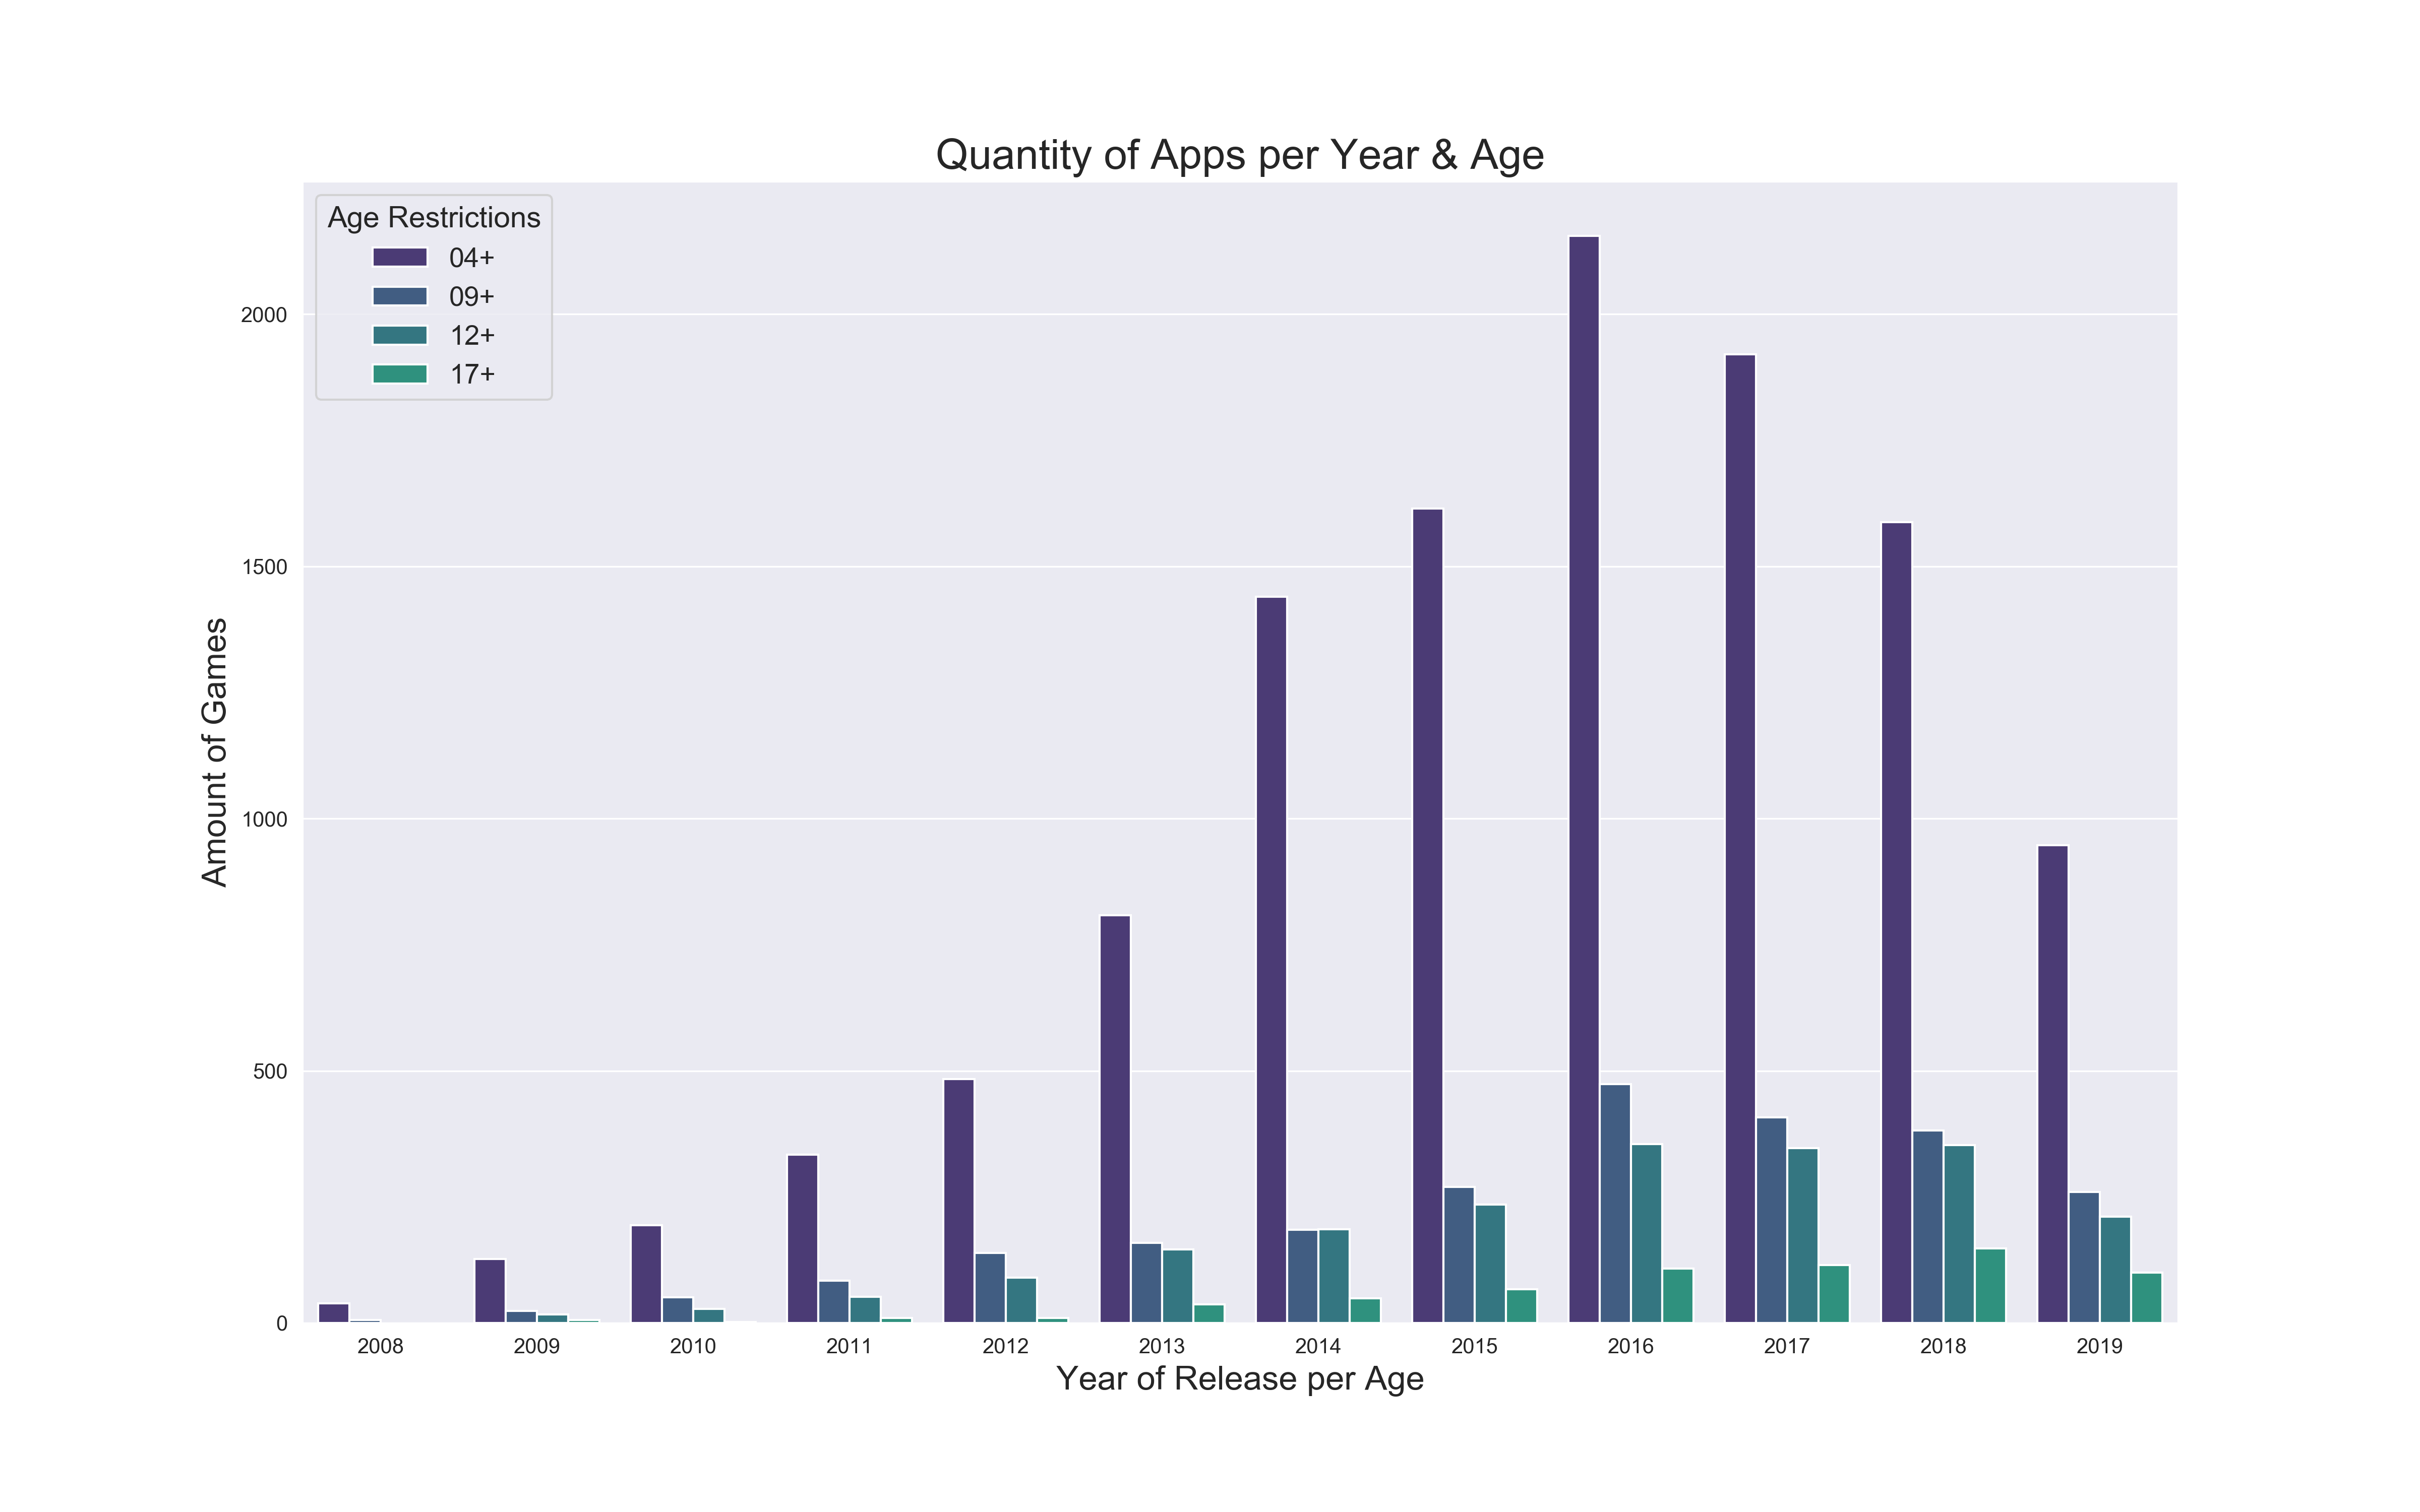 Quantity of Apps per Year & Age
Age Restrictions
04+
09+
12+
17+
Amount of Games
2000
1500
1000
500
0
2008 2009 2010 2011 2012 2013 2014 2015 2016 2017 2018 2019
Year of Release per Age